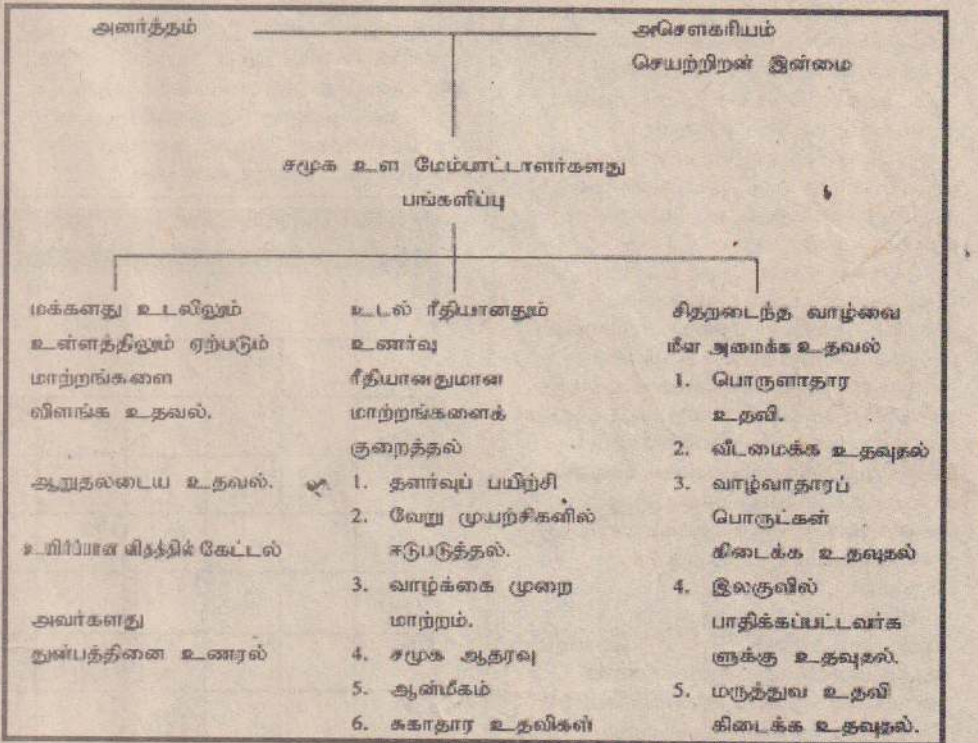 அனர்த்தம்
அசௌகரியம்
செயற்றிறன் இன்மை
சமூக உள மேம்பாட்டாளர்களது
பங்களிப்பு
மக்களது உடலிலும்
உள்ளத்திலும் ஏற்படும்
மாற்றங்களை
விளங்க உதவல்.
ஆறுதலடைய உதவல்.
உயிர்ப்பான விதத்தில் கேட்டல்
அவர்களது
துன்பத்தினை உணரல்
உடல் ரீதியானதும்
உணர்வு
ரீதியானதுமான
மாற்றங்களைக்
குறைத்தல்
1. தளர்வுப் பயிற்சி
2. வேறு முயற்சிகளில்
ஈடுபடுத்தல்.
3. வாழ்க்கை முறை
மாற்றம்.
4. சமூக ஆதரவு
5. ஆன்மீகம்
6. சுகாதார உதவிகள்
சிதறடைந்த வாழ்வை
மீள அமைக்க உதவல்
1. பொருளாதார
உதவி.
2. வீடமைக்க உதவுதல்
3. வாழ்வாதாரப்
பொருட்கள்
கிடைக்க உதவுதல்
4. இலகுவில்
பாதிக்கப்பட்டவர்க
ளுக்கு உதவுதல்.
5. மருத்துவ உதவி
கிடைக்க உதவுதல்.